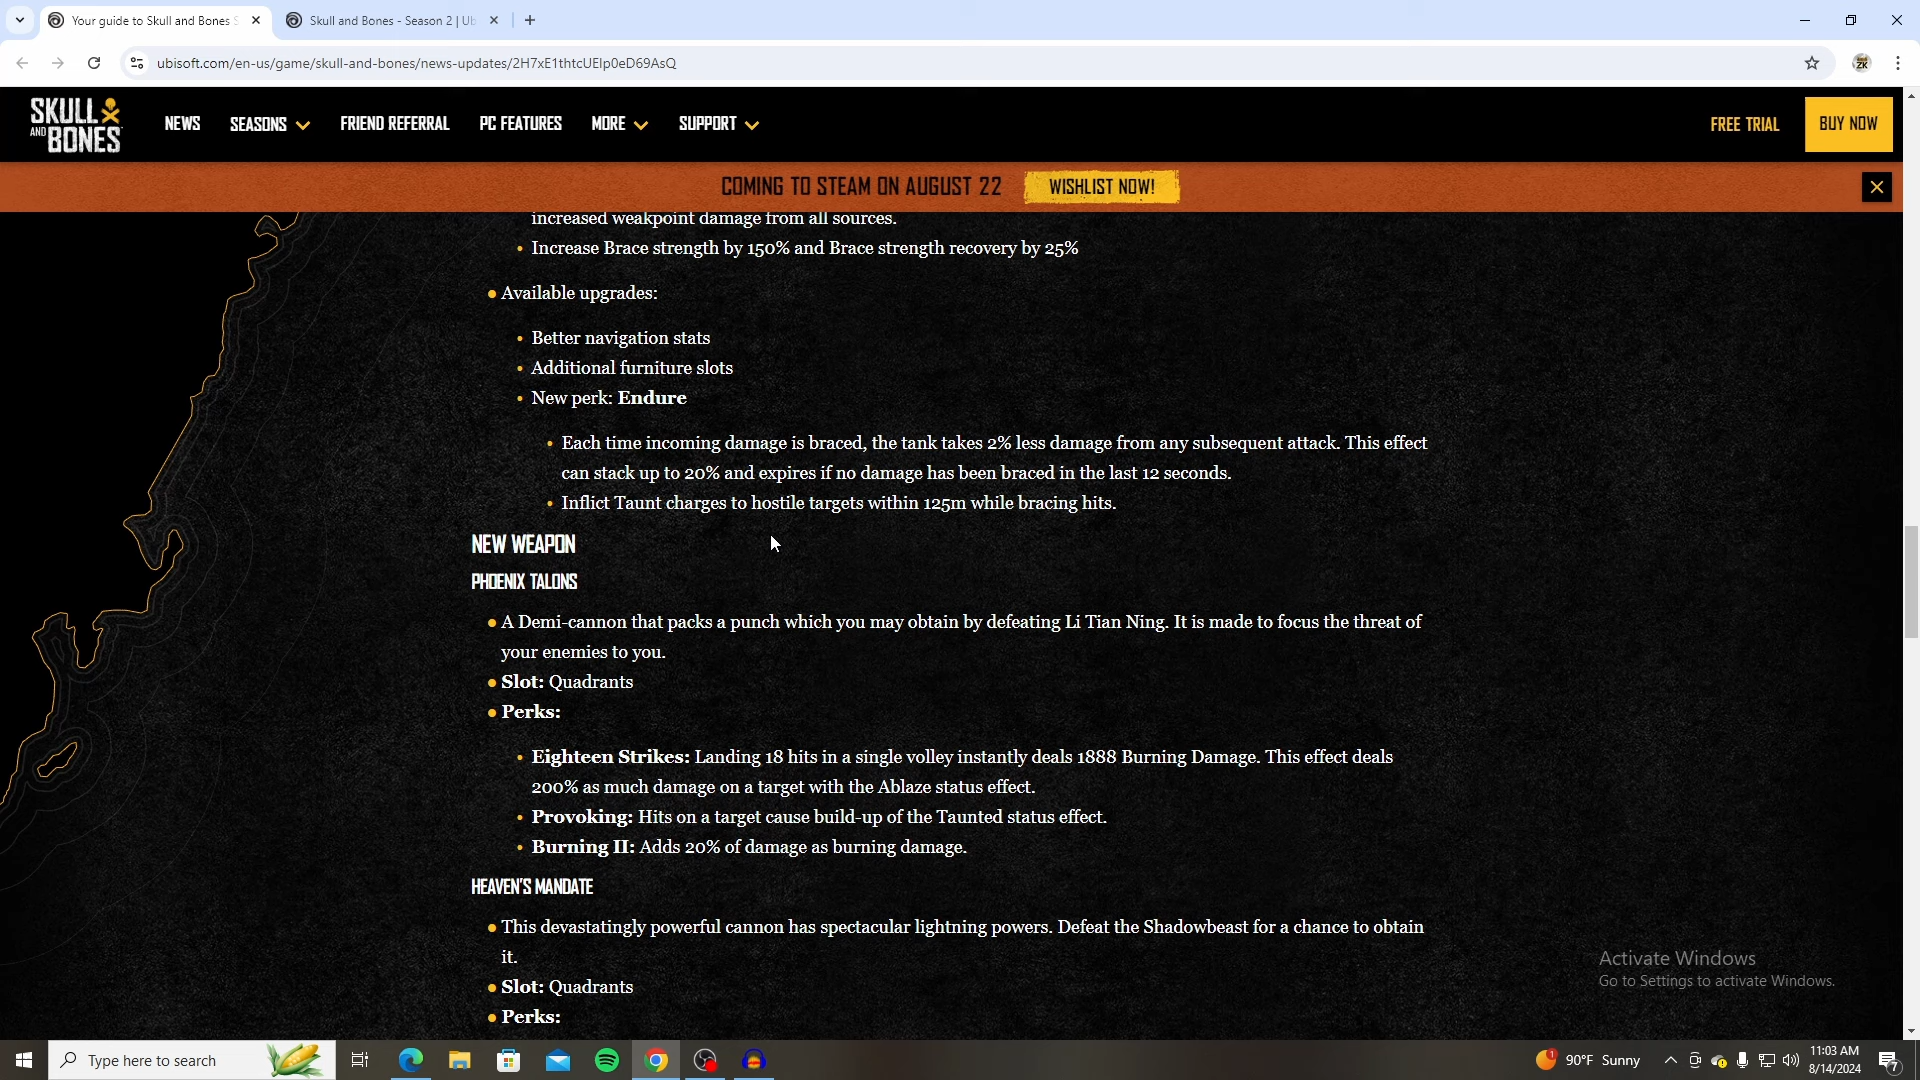 Your guide to Skull and Bones S
Skull and Bones - Season 2 | Ub
ubisoft.com/en-us/game/skull-and-bones/news-updates/2H7xE1thtcUElp0eD69AsQ
ZK
SKULL AND BONES
NEWS
SEASONS
FRIEND REFERRAL
PC FEATURES
MORE
SUPPORT
FREE TRIAL
BUY NOW
COMING TO STEAM ON AUGUST 22
WISHLIST NOW!
increased weakpoint damage from all sources.
• Increase Brace strength by 150% and Brace strength recovery by 25%
• Available upgrades:
• Better navigation stats
• Additional furniture slots
• New perk: Endure
• Each time incoming damage is braced, the tank takes 2% less damage from any subsequent attack. This effect
can stack up to 20% and expires if no damage has been braced in the last 12 seconds.
• Inflict Taunt charges to hostile targets within 125m while bracing hits.
NEW WEAPON
PHOENIX TALONS
• A Demi-cannon that packs a punch which you may obtain by defeating Li Tian Ning. It is made to focus the threat of
your enemies to you.
• Slot: Quadrants
• Perks:
• Eighteen Strikes: Landing 18 hits in a single volley instantly deals 1888 Burning Damage. This effect deals
200% as much damage on a target with the Ablaze status effect.
• Provoking: Hits on a target cause build-up of the Taunted status effect.
• Burning II: Adds 20% of damage as burning damage.
HEAVEN'S MANDATE
• This devastatingly powerful cannon has spectacular lightning powers. Defeat the Shadowbeast for a chance to obtain
it.
• Slot: Quadrants
• Perks:
Activate Windows
Go to Settings to activate Windows.
Type here to search
1
90°F Sunny
11:03 AM
8/14/2024
7